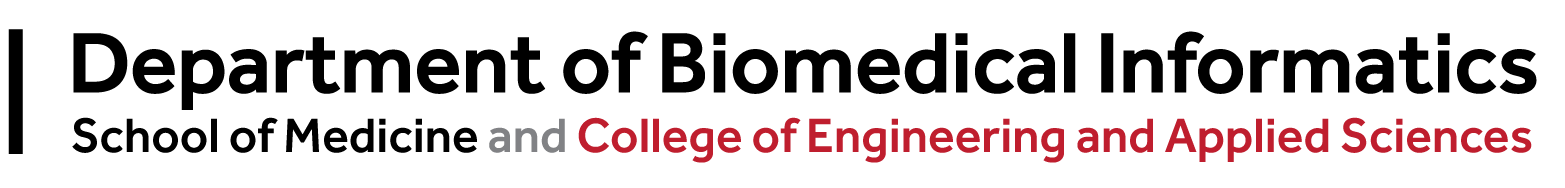 Department of Biomedical Informatics
School of Medicine and College of Engineering and Applied Sciences